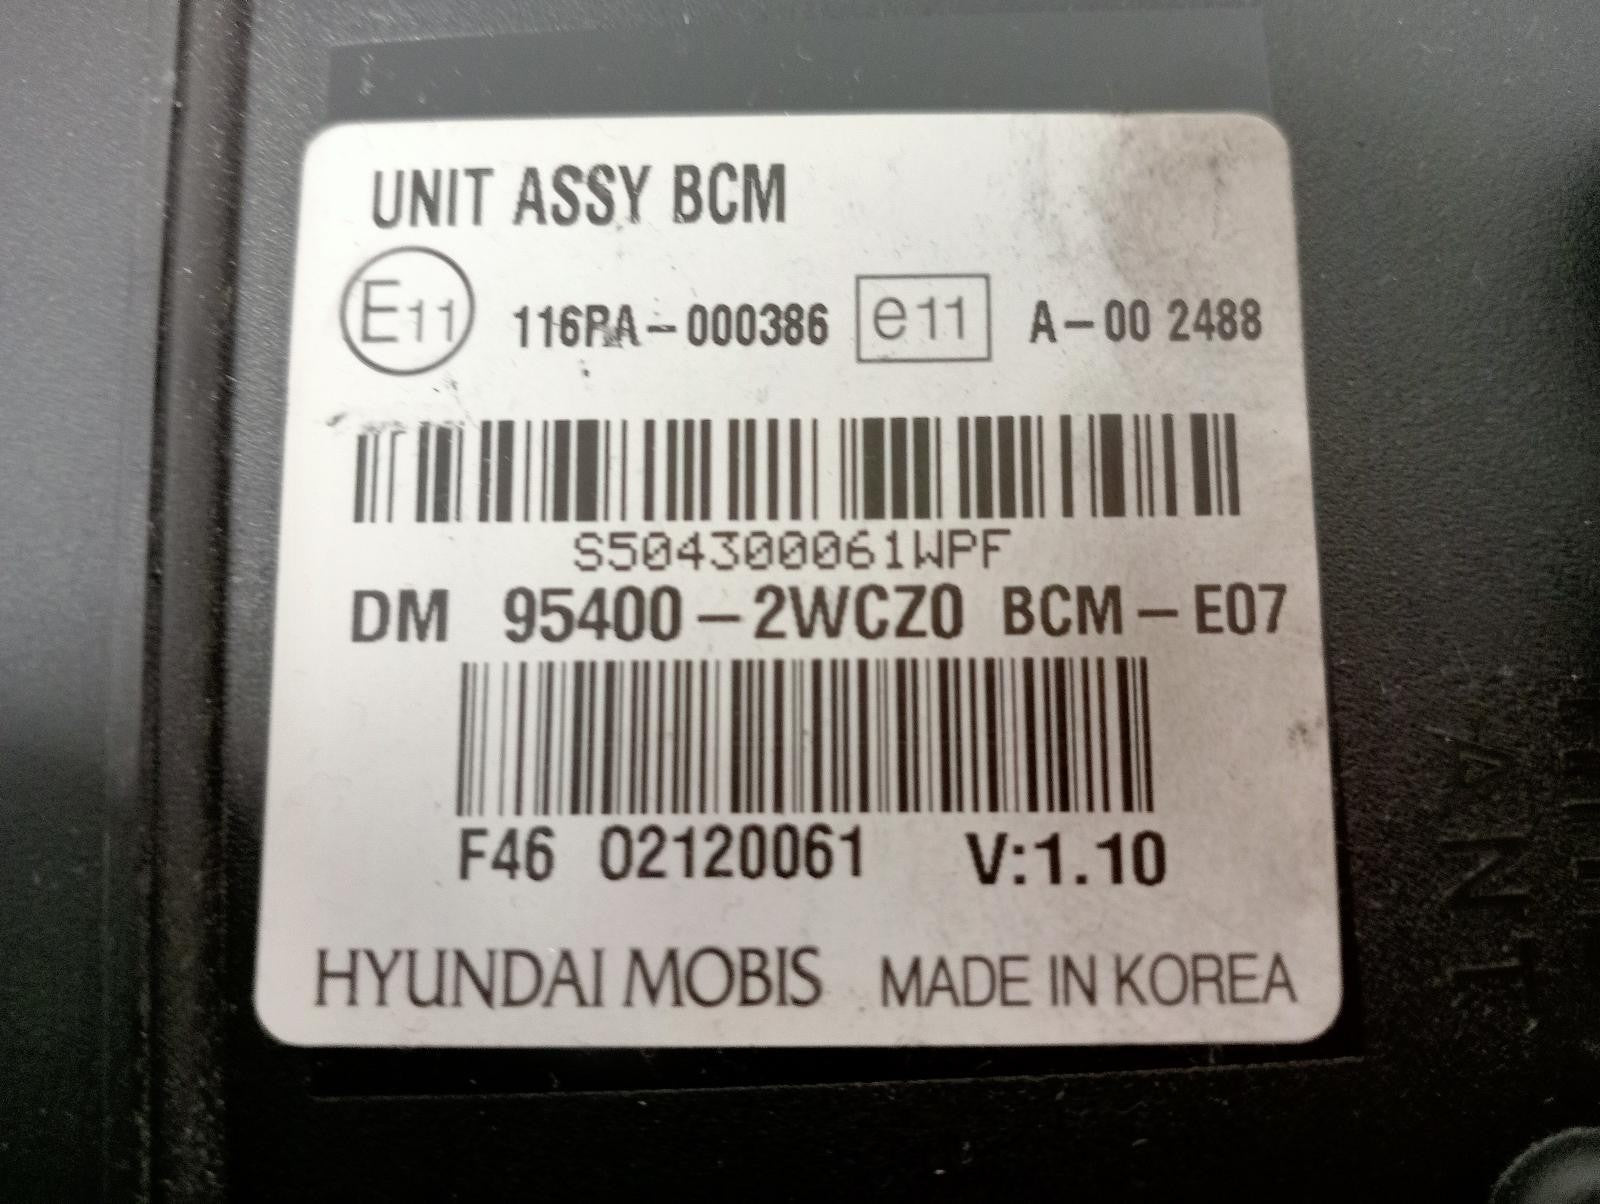 UNIT ASSY BCM
E11 116RA-000386 e11 A-00 2488
S504300061WPF
DM 95400-2WCZ0 BCM-E07
F46 02120061 V:1.10
HYUNDAI MOBIS MADE IN KOREA